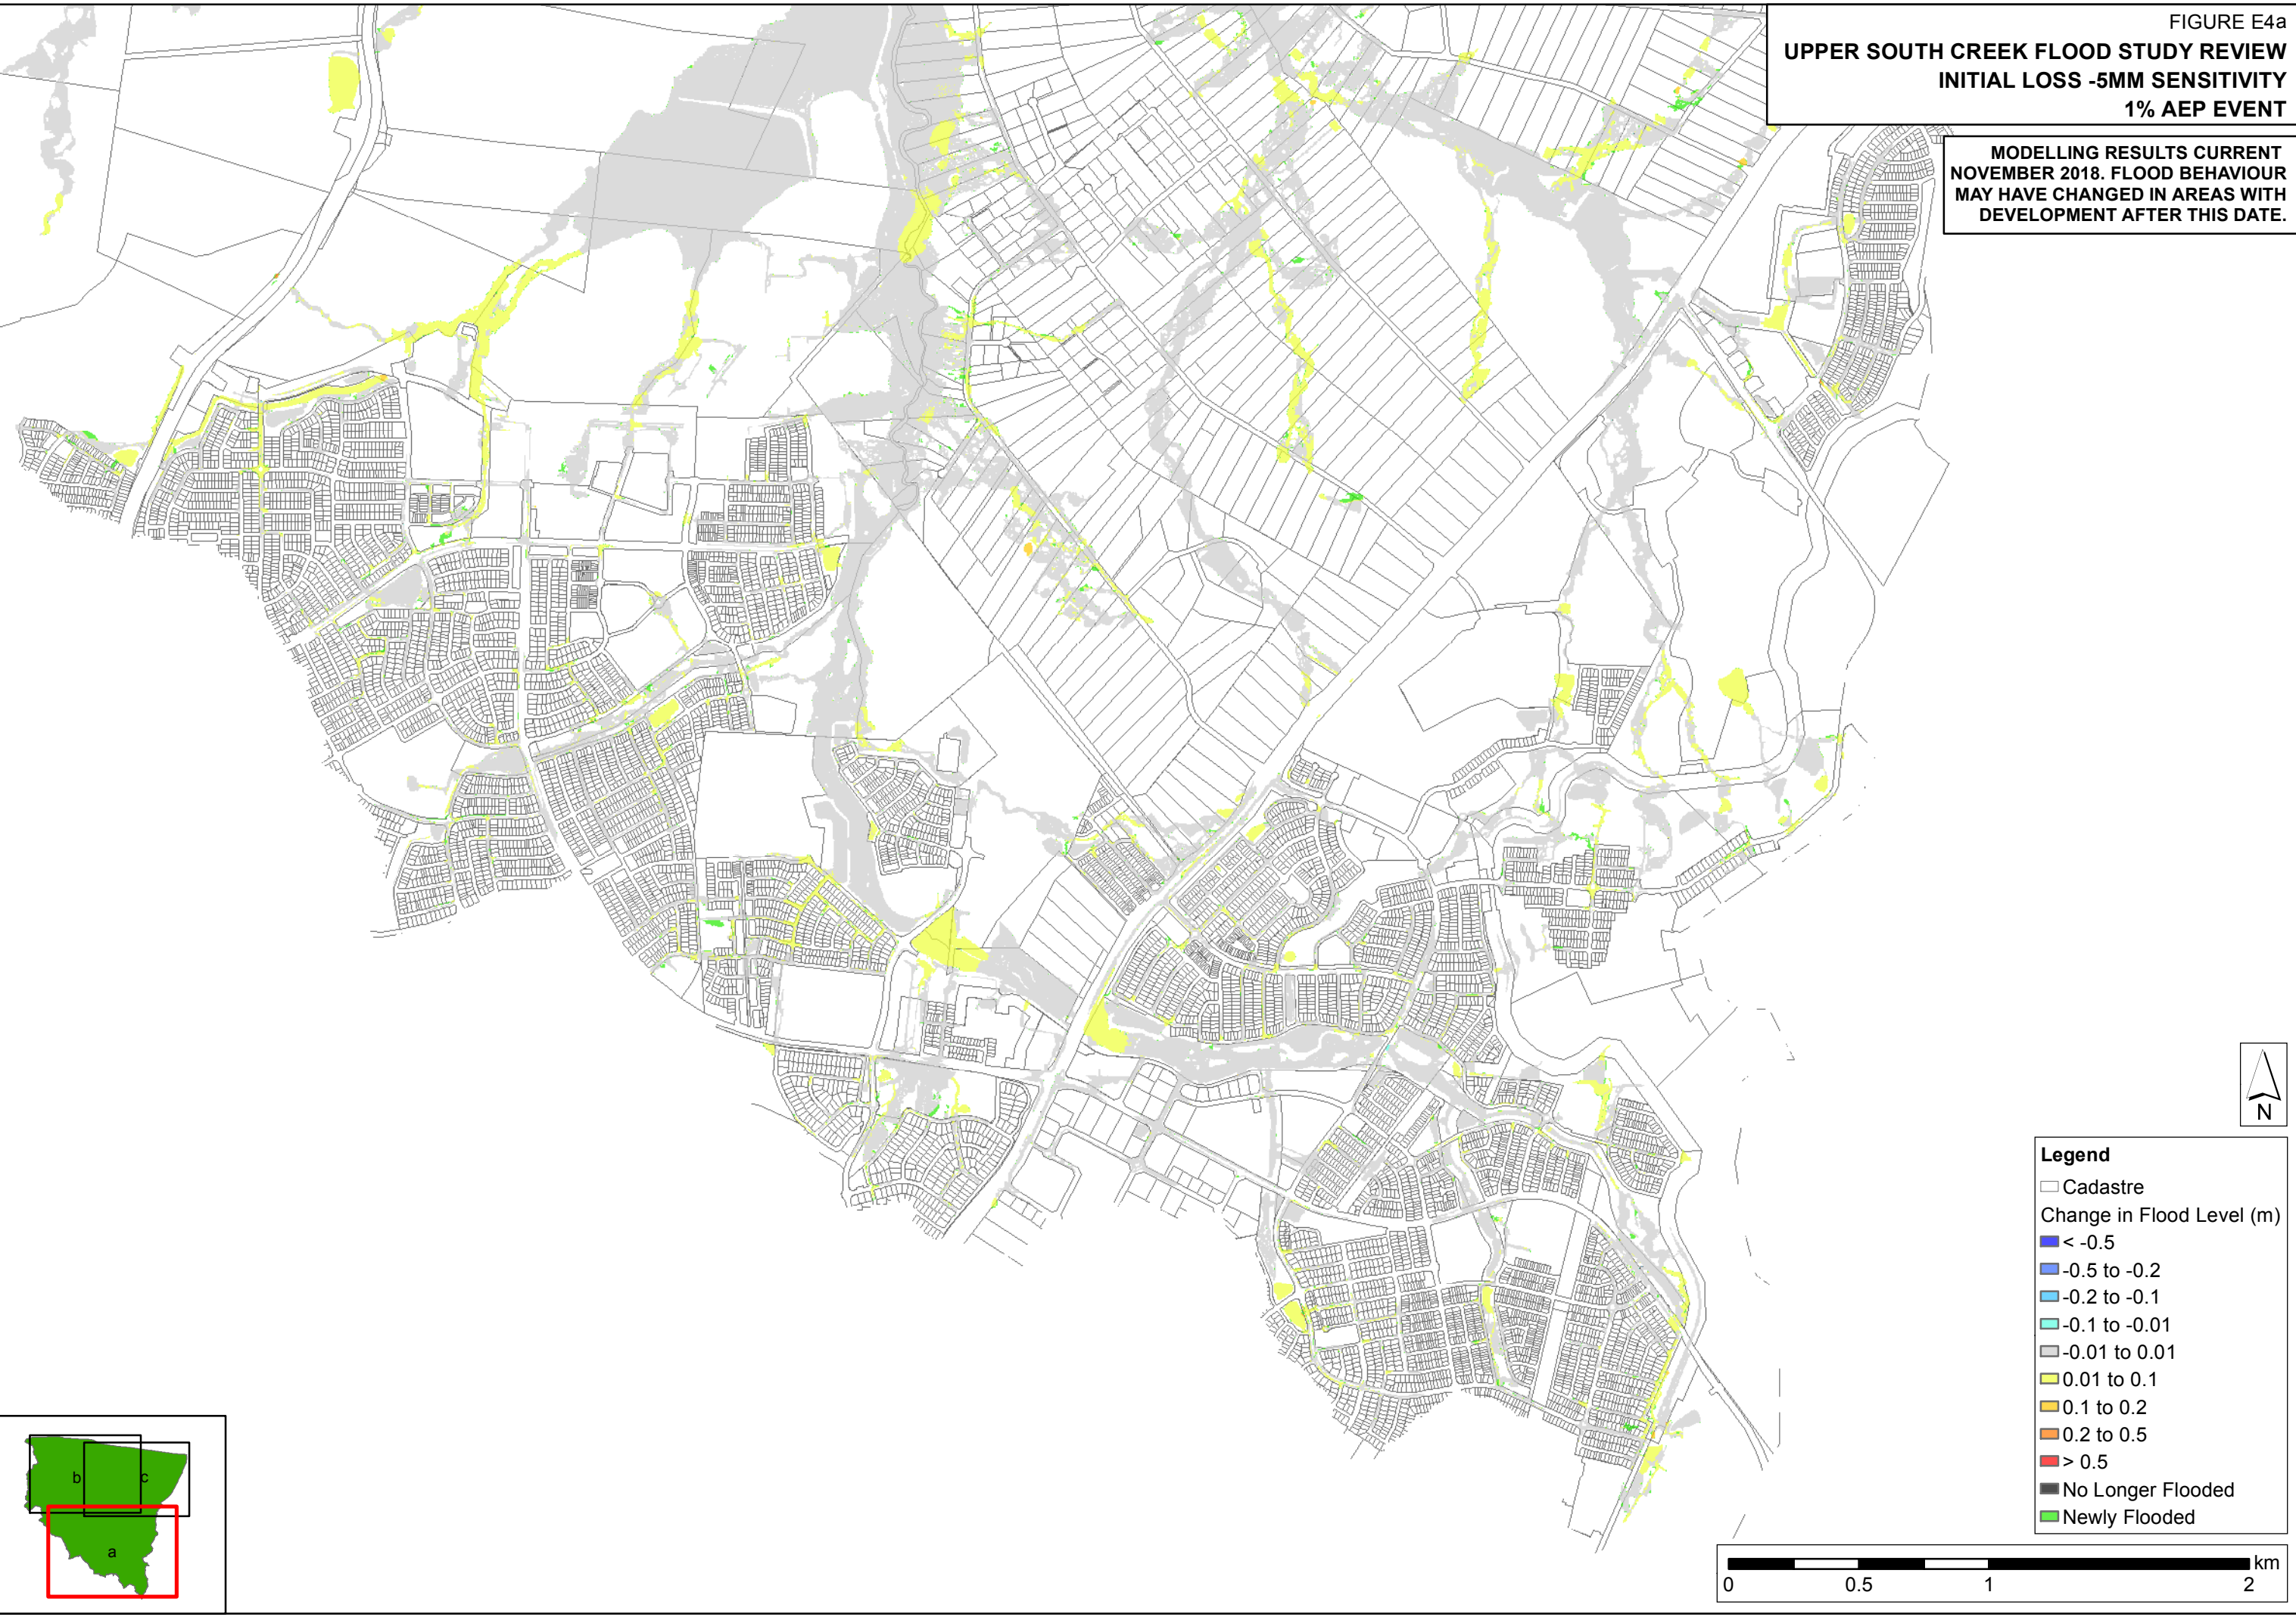 FIGURE E4a
UPPER SOUTH CREEK FLOOD STUDY REVIEW
INITIAL LOSS -5MM SENSITIVITY
1% AEP EVENT
MODELLING RESULTS CURRENT
NOVEMBER 2018. FLOOD BEHAVIOUR
MAY HAVE CHANGED IN AREAS WITH
DEVELOPMENT AFTER THIS DATE.
N
Legend
Cadastre
Change in Flood Level (m)
< -0.5
-0.5 to -0.2
-0.2 to -0.1
-0.1 to -0.01
-0.01 to 0.01
0.01 to 0.1
0.1 to 0.2
0.2 to 0.5
> 0.5
No Longer Flooded
Newly Flooded
b c
a
km
0 0.5 1 2